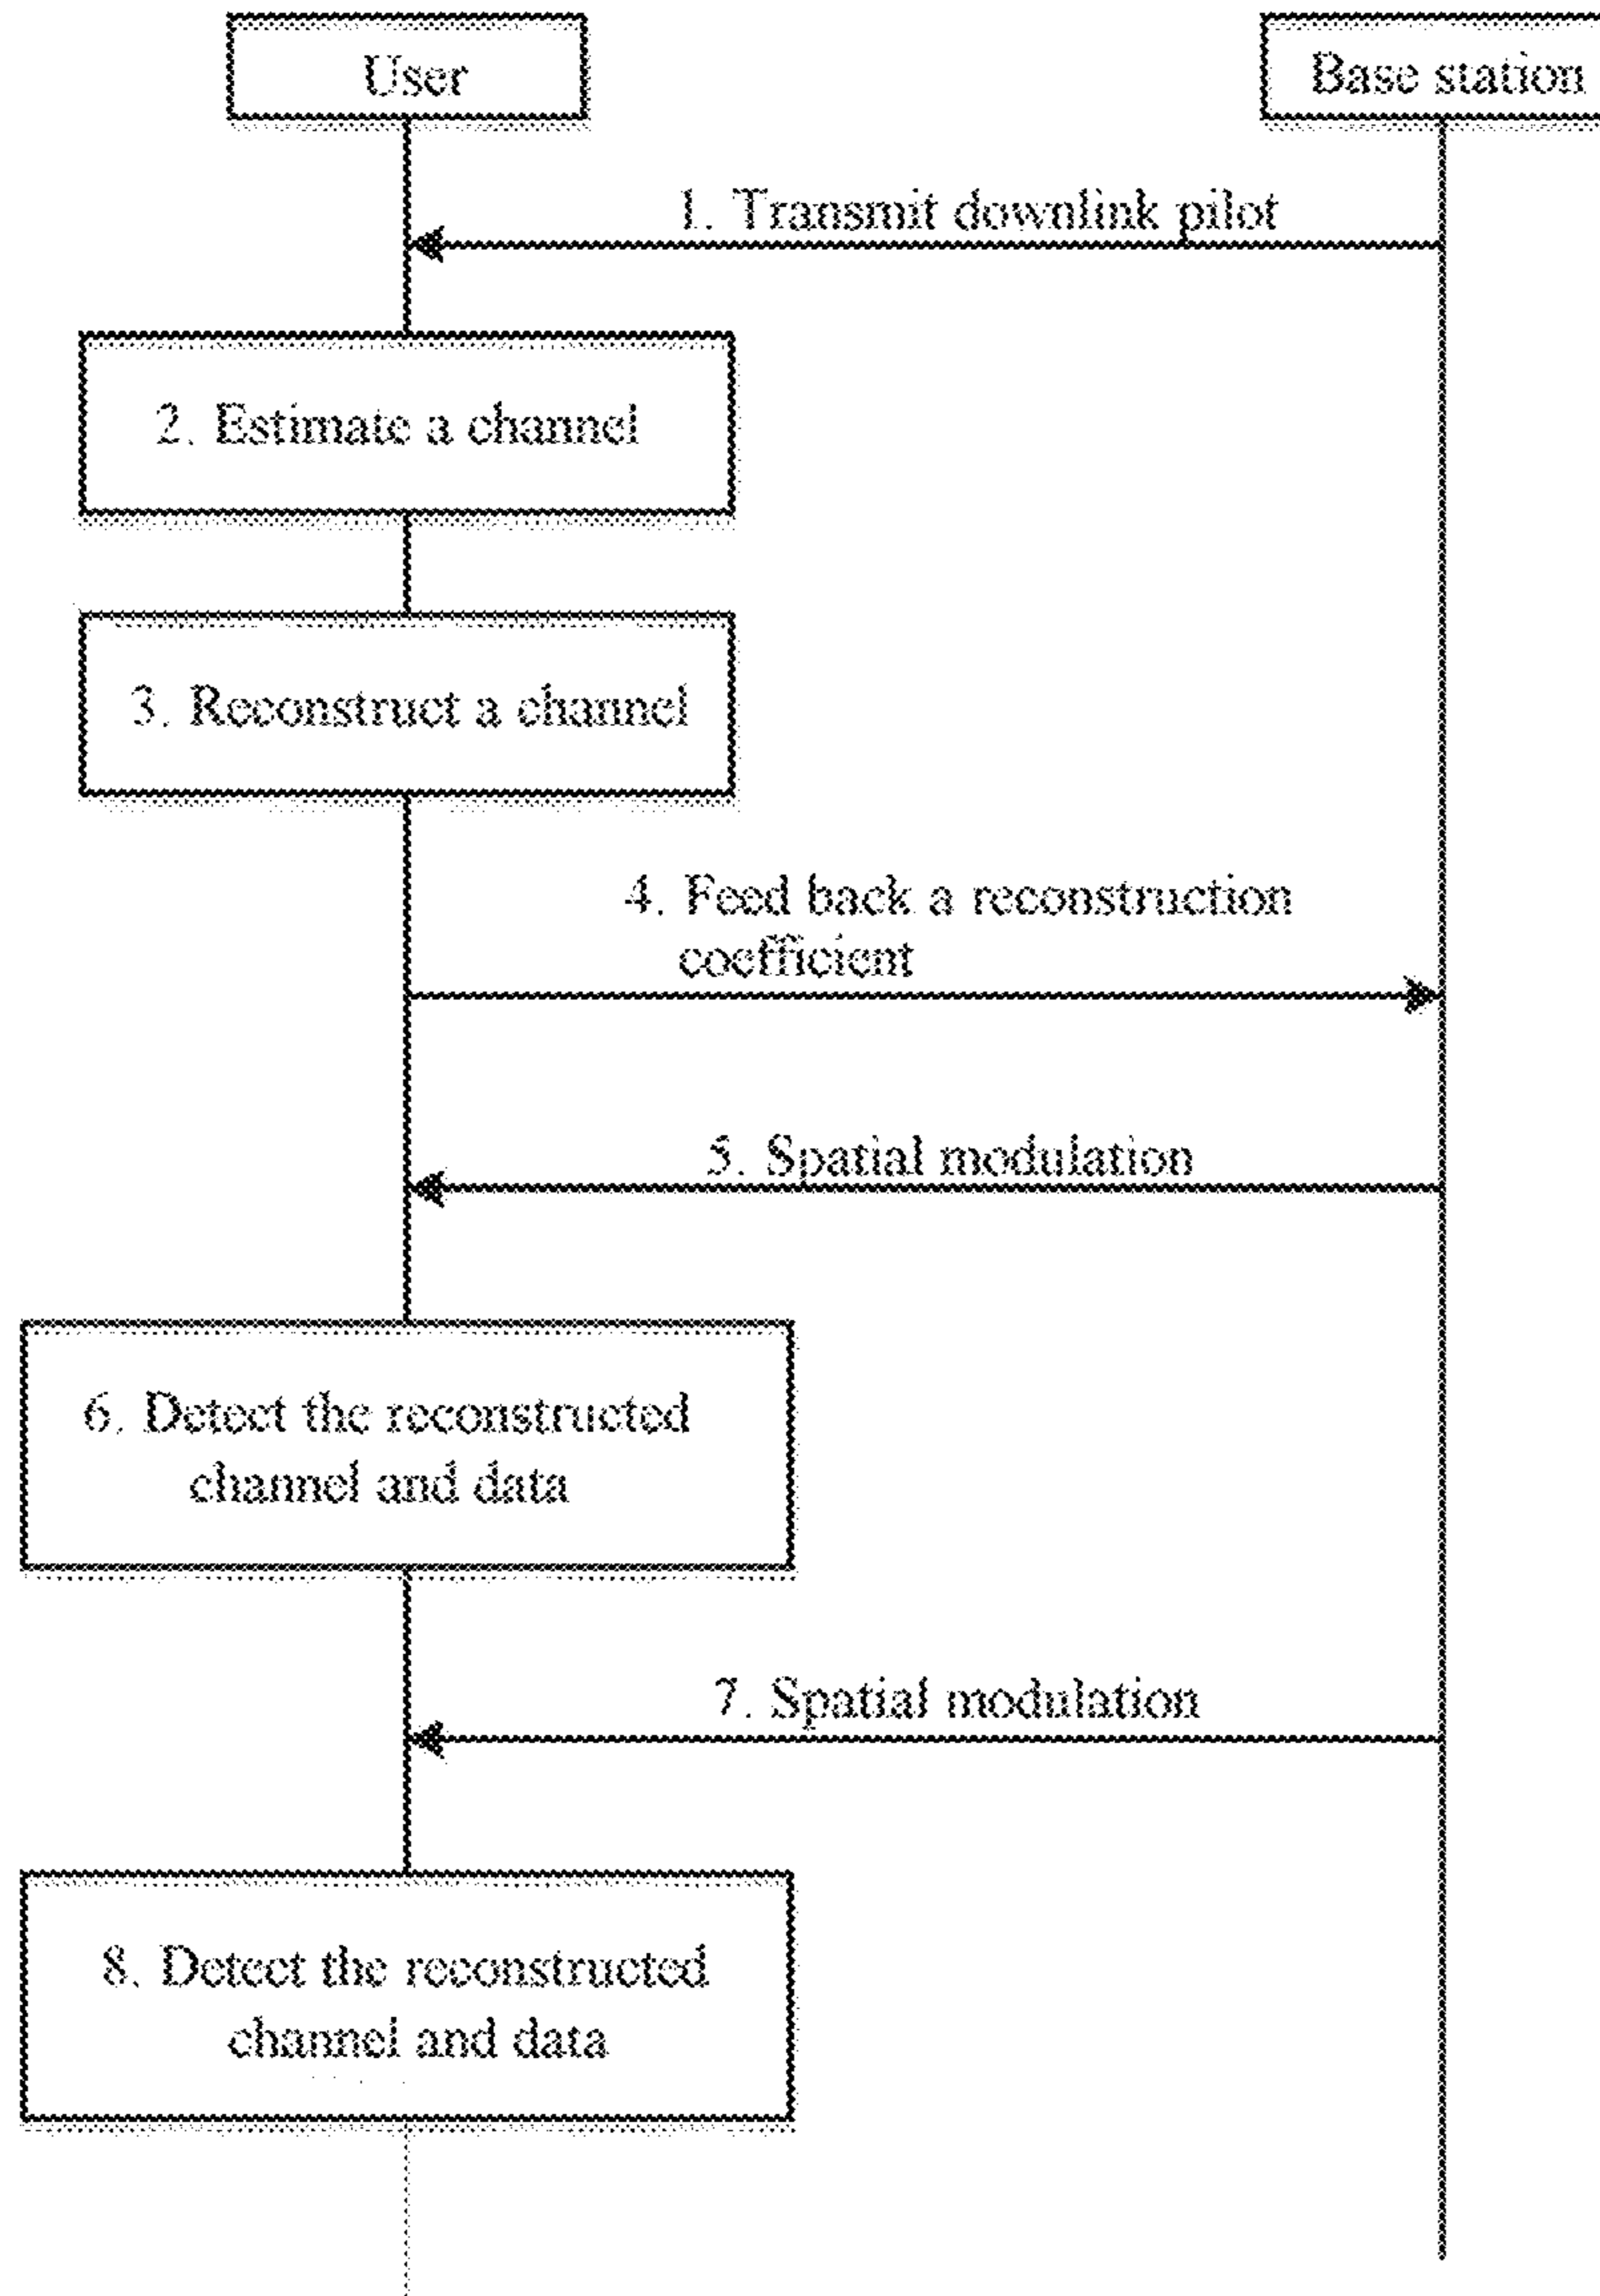 User
Base station
1. Transmit downlink pilot
2. Estimate a channel
3. Reconstruct a channel
4. Feed back a reconstruction
coefficient
5. Spatial modulation
6. Detect the reconstructed
channel and data
7. Spatial modulation
8. Detect the reconstructed
channel and data